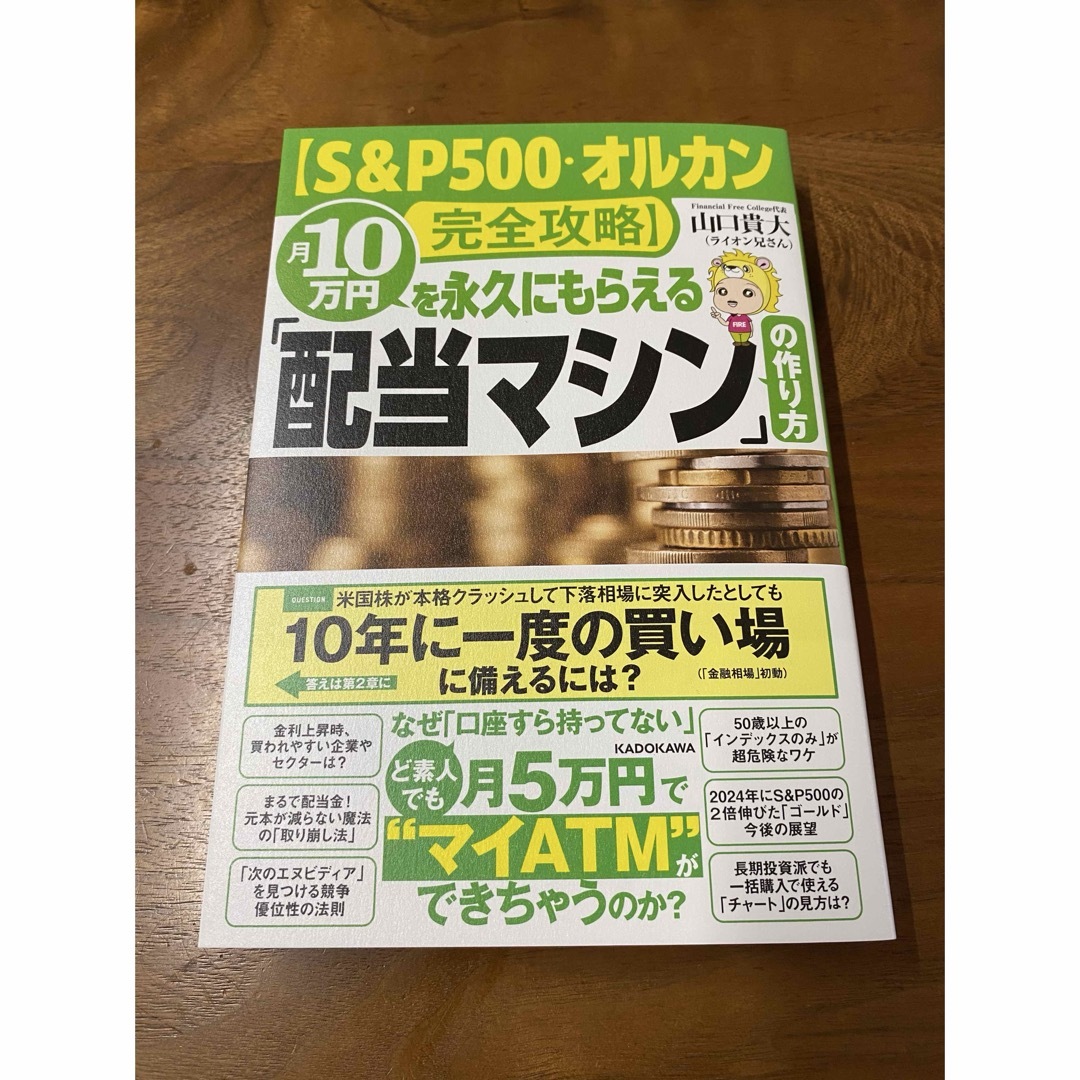 【S&P500・オルカン
完全攻略】
Financial Free College代表
山口貴大
（ライオン兄さん）
月10万円
を永久にもらえる
「配当マシン」
の作り方
FIRE
QUESTION
米国株が本格クラッシュして下落相場に突入したとしても
10年に一度の買い場
（「金融相場」初動）
に備えるには？
答えは第2章に
金利上昇時、
買われやすい企業や
セクターは？
まるで配当金！
元本が減らない魔法
の「取り崩し法」
「次のエヌビディア」
を見つける競争
優位性の法則
なぜ「口座すら持ってない」
KADOKAWA
ど素人
でも
月5万円で
“マイATM”が
できちゃうのか？
50歳以上の
「インデックスのみ」が
超危険なワケ
2024年にS&P500の
2倍伸びた「ゴールド」
今後の展望
長期投資派でも
一括購入で使える
「チャート」の見方は？